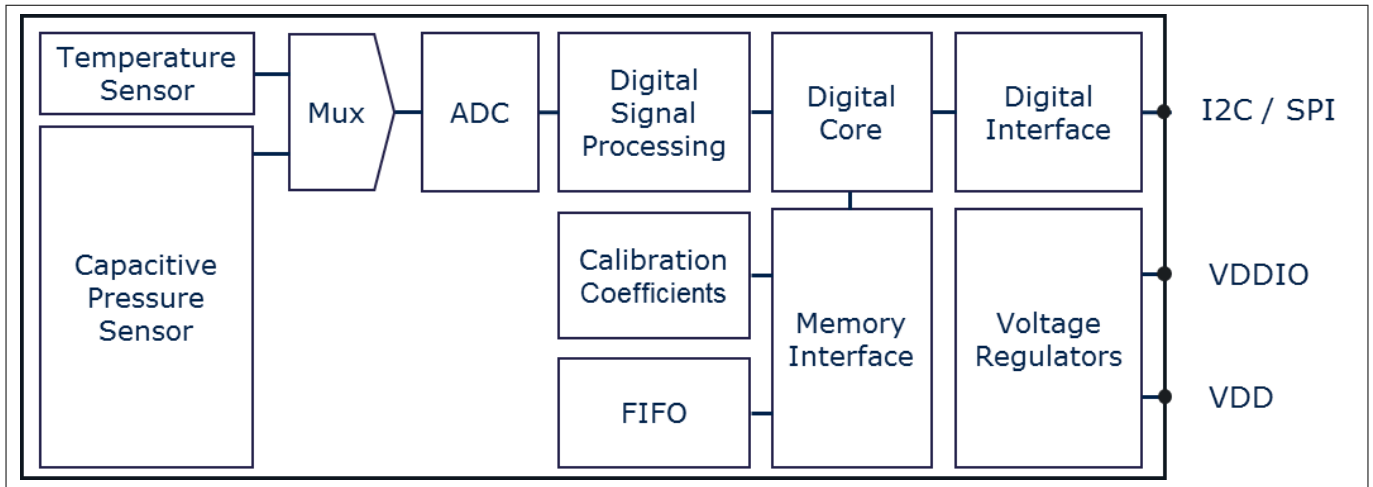 Temperature
Sensor
Mux
ADC
Digital
Signal
Processing
Digital
Core
Digital
Interface
I2C / SPI
Capacitive
Pressure
Sensor
Calibration
Coefficients
FIFO
Memory
Interface
Voltage
Regulators
VDDIO
VDD